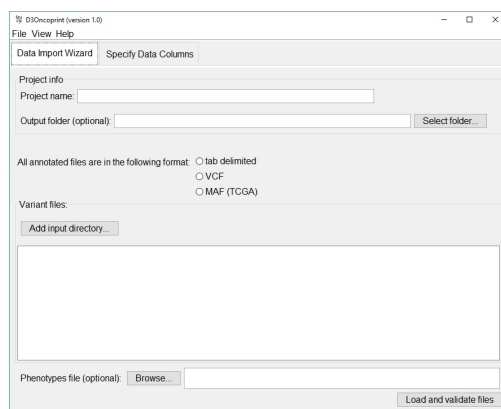 D3Oncoprint (version 1.0)
File View Help
Data Import Wizard Specify Data Columns
Project info
Project name:
Output folder (optional): Select folder...
All annotated files are in the following format: tab delimited
VCF
MAF (TCGA)
Variant files:
Add input directory...
Phenotypes file (optional): Browse...
Load and validate files